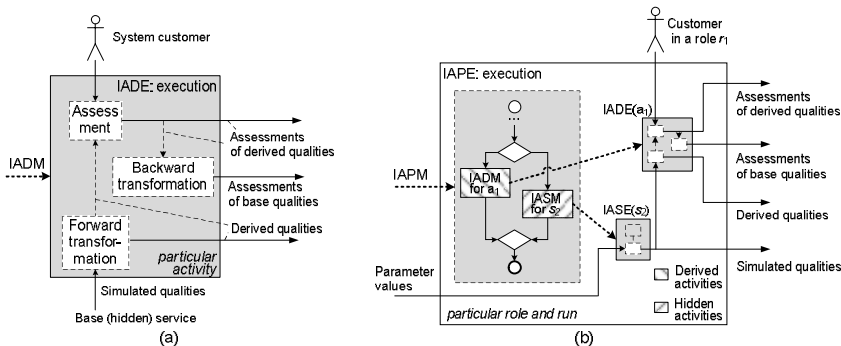 System customer
IADE: execution
Assess
ment
Assessments
of derived qualities
IADM
Backward
transformation
Assessments
of base qualities
Derived qualities
Forward
transfor-
mation
particular
activity
Simulated qualities
Base (hidden) service
(a)
Customer
in a role r1
IAPE: execution
IADE(a1)
...
Assessments
of derived qualities
IAPM
IADM
for a1
Assessments
of base qualities
IASM
for s2
IASE(s2)
Derived qualities
Parameter
values
Derived
activities
Simulated qualities
Hidden
activities
particular role and run
(b)